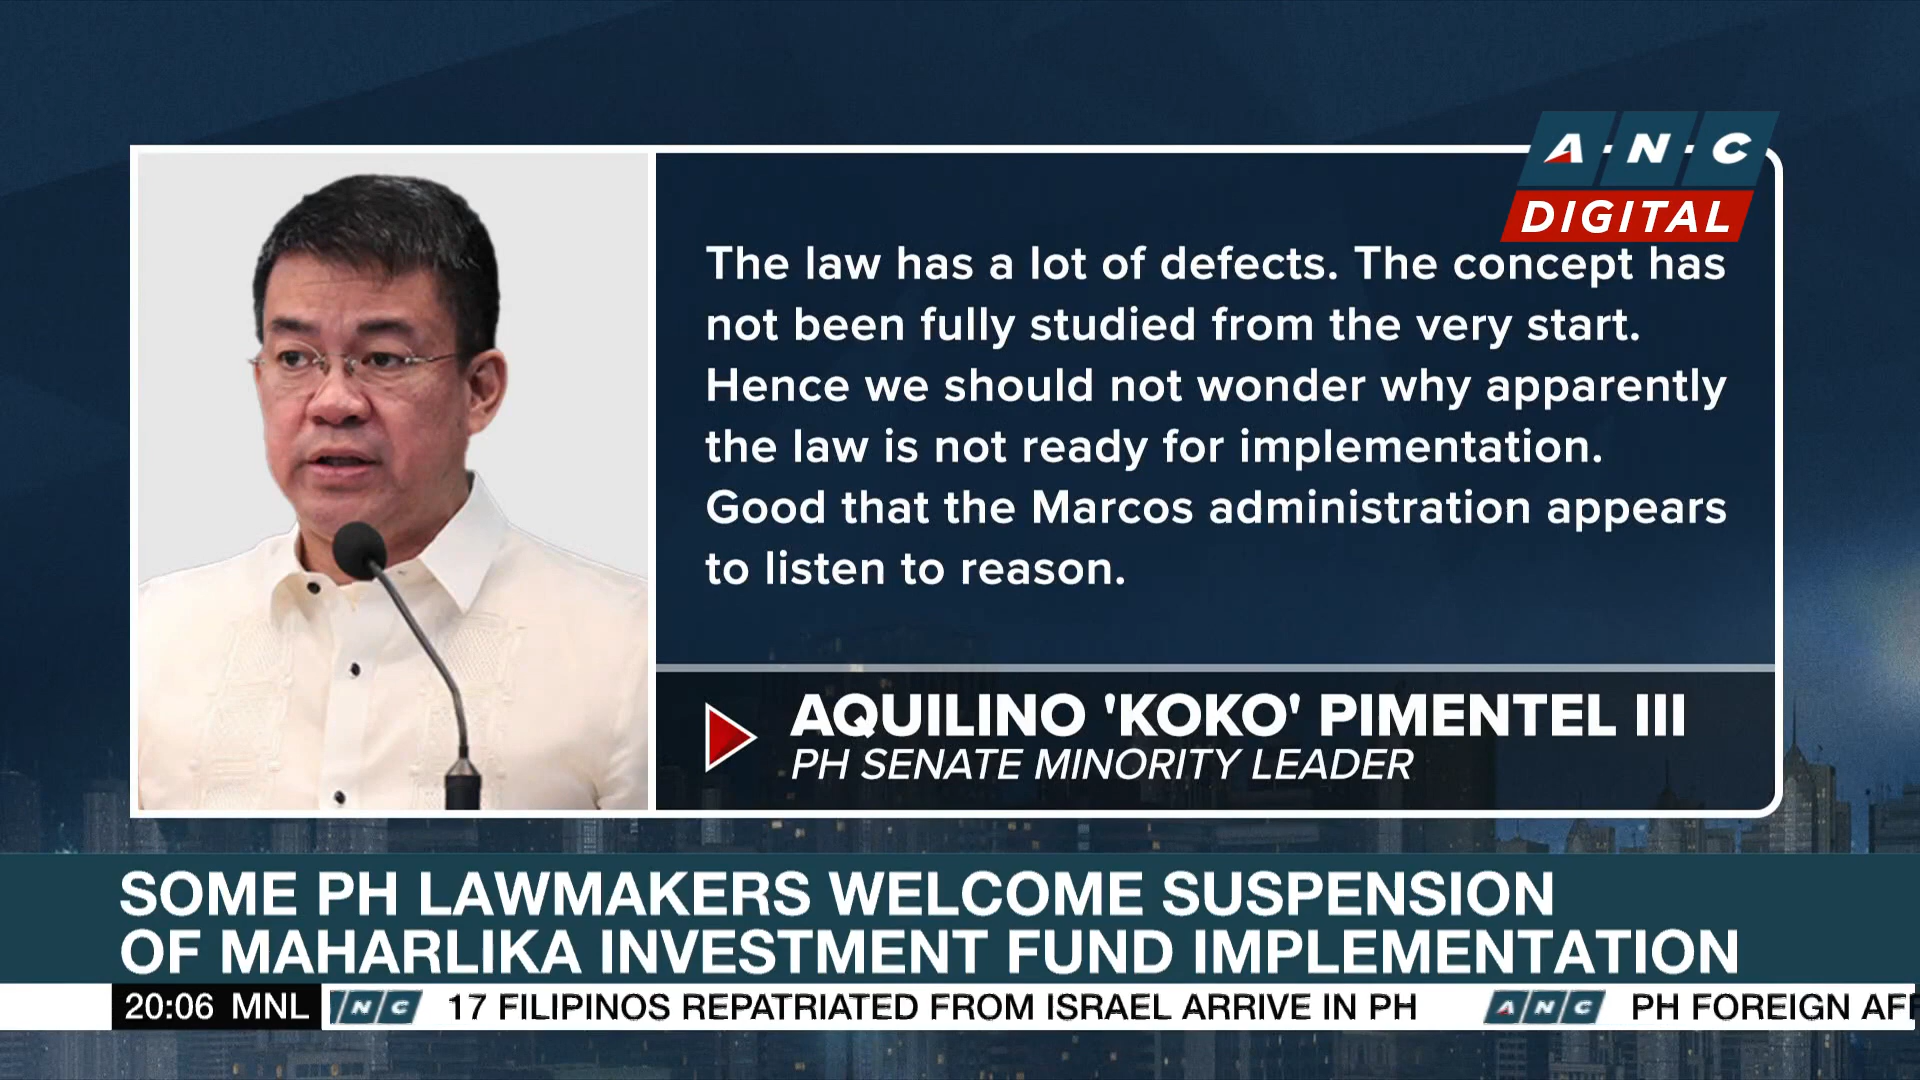 ANC
DIGITAL
The law has a lot of defects. The concept has
not been fully studied from the very start.
Hence we should not wonder why apparently
the law is not ready for implementation.
Good that the Marcos administration appears
to listen to reason.
AQUILINO 'KOKO' PIMENTEL III
PH SENATE MINORITY LEADER
SOME PH LAWMAKERS WELCOME SUSPENSION
OF MAHARLIKA INVESTMENT FUND IMPLEMENTATION
20:06 MNL ANC 17 FILIPINOS REPATRIATED FROM ISRAEL ARRIVE IN PH ANC PH FOREIGN AFF